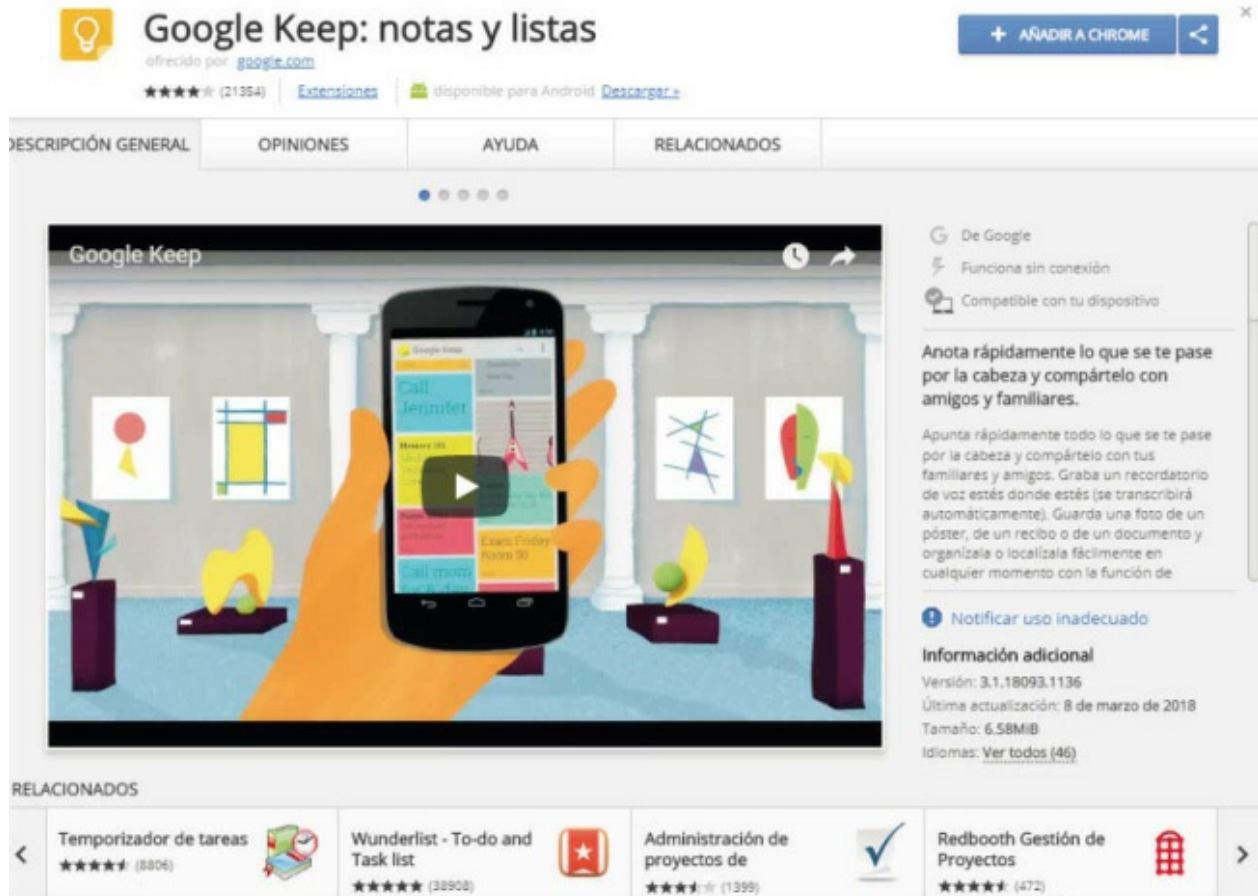 Google Keep: notas y listas
+ AÑADIR A CHROME
ofrecido por google.com
(21354) Extensiones disponible para Android Descargar »
DESCRIPCIÓN GENERAL OPINIONES AYUDA RELACIONADOS
Google Keep
Google Keep
Call
Jennifer
Exam Friday
Room 90
Call mom
De Google
Funciona sin conexión
Compatible con tu dispositivo
Anota rápidamente lo que se te pase
por la cabeza y compártelo con
amigos y familiares.
Apunta rápidamente todo lo que se te pase
por la cabeza y compártelo con tus
familiares y amigos. Graba un recordatorio
de voz estés donde estés (se transcribirá
automáticamente). Guarda una foto de un
póster, de un recibo o de un documento y
organízala o localízala fácilmente en
cualquier momento con la función de
Notificar uso inadecuado
Información adicional
Versión: 3.1.18093.1136
Última actualización: 8 de marzo de 2018
Tamaño: 6.58MiB
Idiomas: Ver todos (46)
RELACIONADOS
Temporizador de tareas
(8806)
Wunderlist - To-do and
Task list
(38908)
Administración de
proyectos de
(1399)
Redbooth Gestión de
Proyectos
(472)